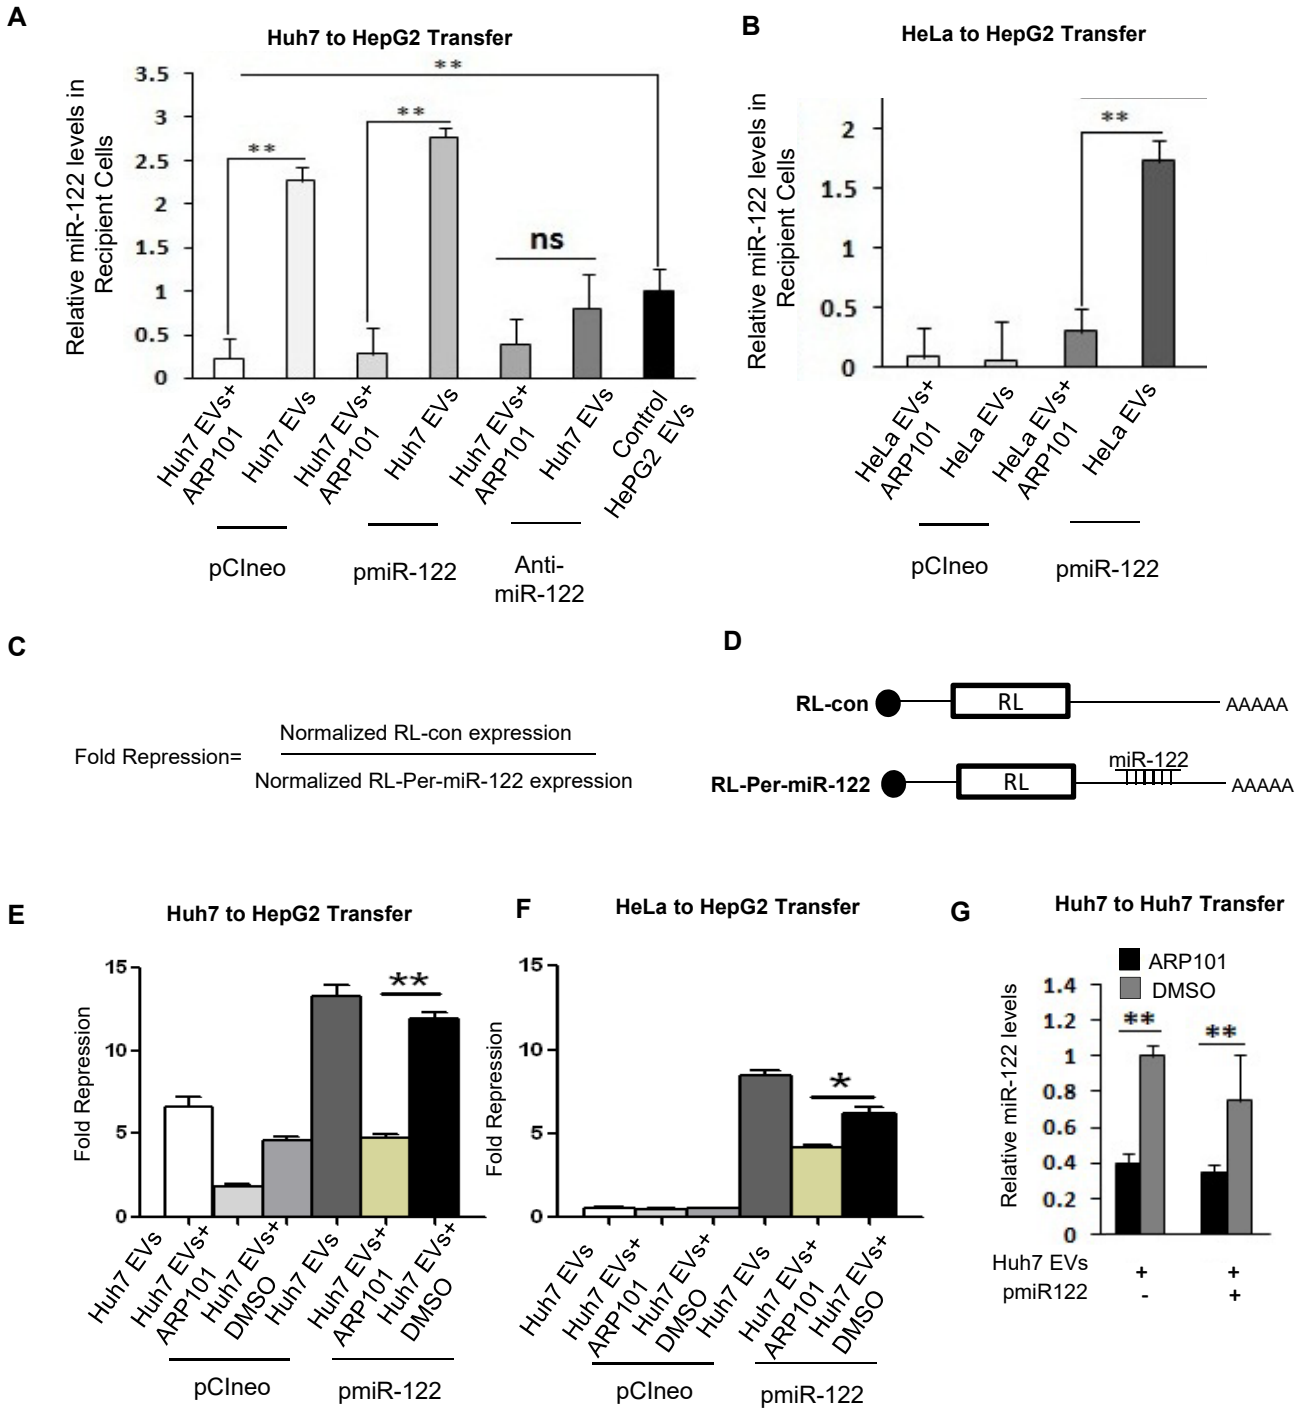 A
Huh7 to HepG2 Transfer
Relative miR-122 levels in
Recipient Cells
3.5
3
2.5
2
1.5
1
0.5
0
**
**
**
ns
Huh7 EVs+
ARP101
Huh7 EVs
Huh7 EVs+
ARP101
Huh7 EVs
Huh7 EVs+
ARP101
Huh7 EVs
Control
HePG2 EVs
pCIneo
pmiR-122
Anti-
miR-122
B
HeLa to HepG2 Transfer
Relative miR-122 levels in
Recipient Cells
2
1.5
1
0.5
0
**
HeLa EVs+
ARP101
HeLa EVs
HeLa EVs+
ARP101
HeLa EVs
pCIneo
pmiR-122
C
Fold Repression=
Normalized RL-con expression
Normalized RL-Per-miR-122 expression
D
RL-con
RL
AAAAA
miR-122
RL-Per-miR-122
RL
AAAAA
E
Huh7 to HepG2 Transfer
Fold Repression
15
10
5
0
**
Huh7 EVs
Huh7 EVs+
ARP101
Huh7 EVs+
DMSO
Huh7 EVs
Huh7 EVs+
ARP101
Huh7 EVs+
DMSO
pCIneo
pmiR-122
F
HeLa to HepG2 Transfer
Fold Repression
15
10
5
0
*
Huh7 EVs
Huh7 EVs+
ARP101
Huh7 EVs+
DMSO
Huh7 EVs
Huh7 EVs+
ARP101
Huh7 EVs+
DMSO
pCIneo
pmiR-122
G
Huh7 to Huh7 Transfer
ARP101
DMSO
Relative miR-122 levels
1.4
1.2
1
0.8
0.6
0.4
0.2
0
**
**
Huh7 EVs + +
pmiR122 - +